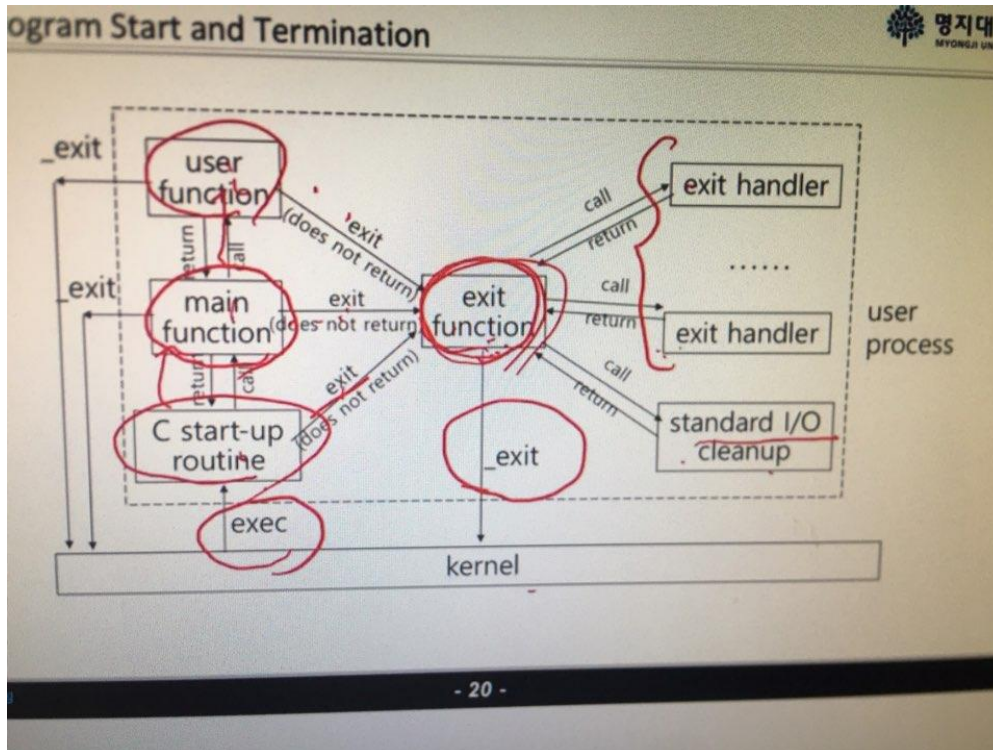 ogram Start and Termination
명지대
MYONGJI UN
_exit
user
function
exit
(does not return)
call
return
exit handler
return
call
......
_exit
main
function
exit
(does not return)
exit
function
call
return
exit handler
user
process
return
call
exit
(does not return)
call
return
C start-up
routine
_exit
standard I/O
cleanup
exec
kernel
- 20 -